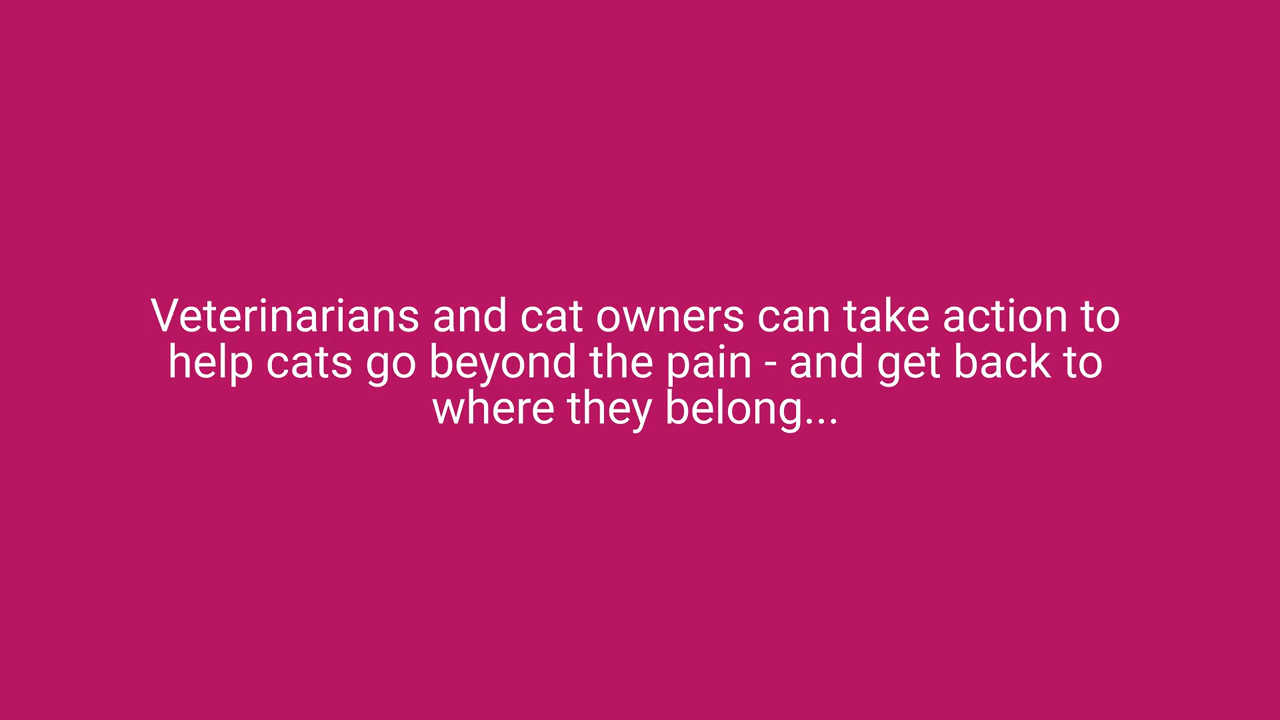 Veterinarians and cat owners can take action to
help cats go beyond the pain - and get back to
where they belong...